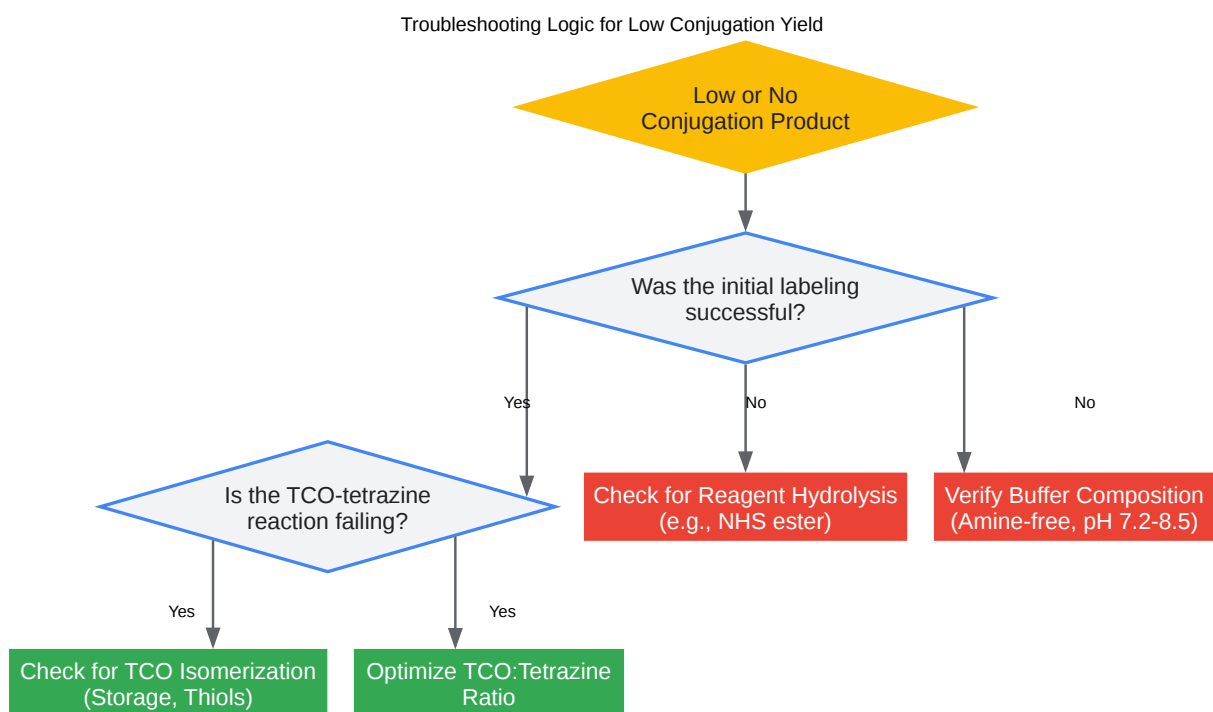 Troubleshooting Logic for Low Conjugation Yield
Low or No
Conjugation Product
Was the initial labeling
successful?
Yes
No
No
Is the TCO-tetrazine
reaction failing?
Check for Reagent Hydrolysis
(e.g., NHS ester)
Verify Buffer Composition
(Amine-free, pH 7.2-8.5)
Yes
Yes
Check for TCO Isomerization
(Storage, Thiols)
Optimize TCO:Tetrazine
Ratio